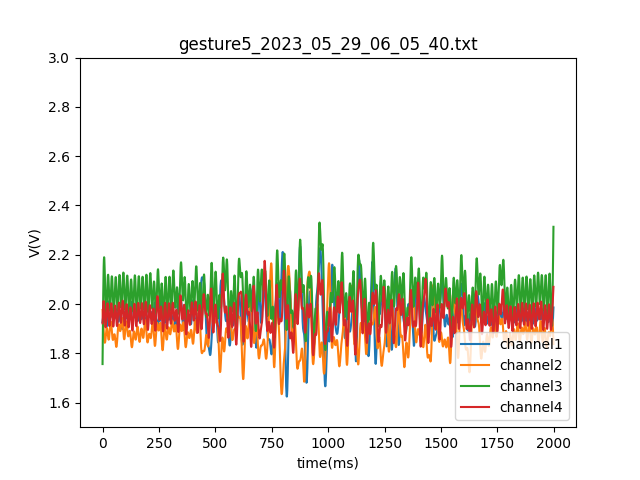 gesture5_2023_05_29_06_05_40.txt
3.0
2.8
2.6
2.4
2.2
2.0
1.8
1.6
V(V)
channel1
channel2
channel3
channel4
0 250 500 750 1000 1250 1500 1750 2000
time(ms)